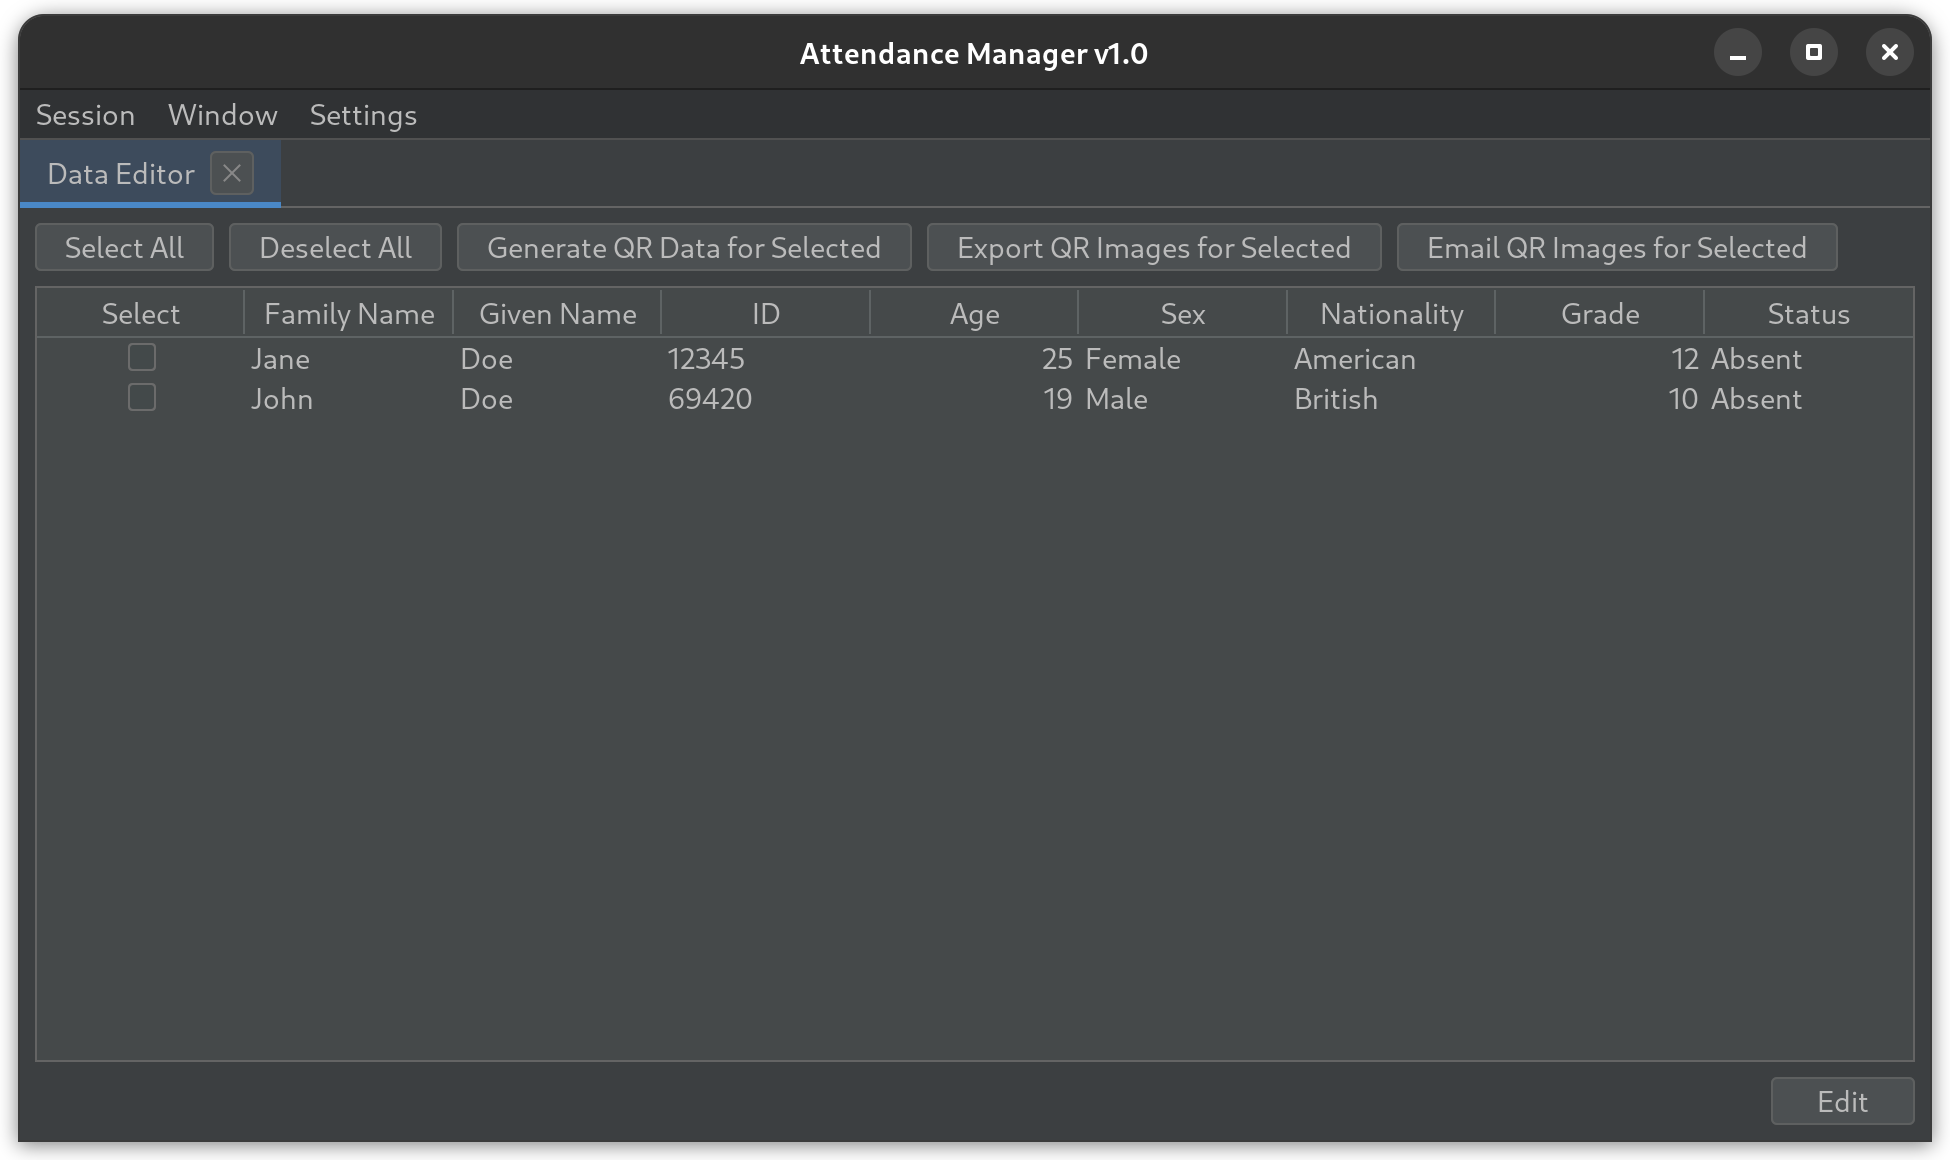 Attendance Manager v1.0
Session Window Settings
Data Editor
Select All Deselect All Generate QR Data for Selected Export QR Images for Selected Email QR Images for Selected
Select Family Name Given Name ID Age Sex Nationality Grade Status
Jane Doe 12345 25 Female American 12 Absent
John Doe 69420 19 Male British 10 Absent
Edit